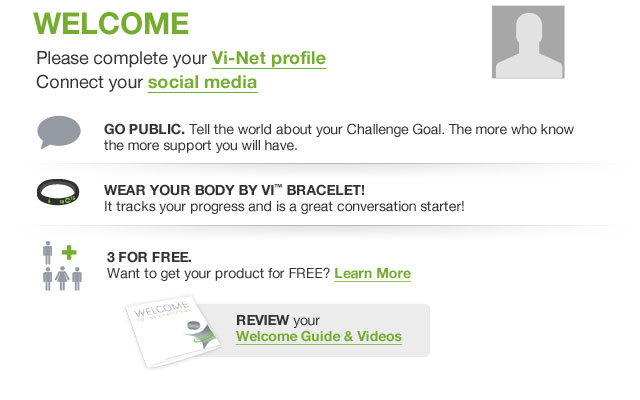 WELCOME
Please complete your Vi-Net profile
Connect your social media
GO PUBLIC. Tell the world about your Challenge Goal. The more who know
the more support you will have.
WEAR YOUR BODY BY VI™ BRACELET!
It tracks your progress and is a great conversation starter!
3 FOR FREE.
Want to get your product for FREE? Learn More
WELCOME
TO THE CHALLENGE
REVIEW your
Welcome Guide & Videos